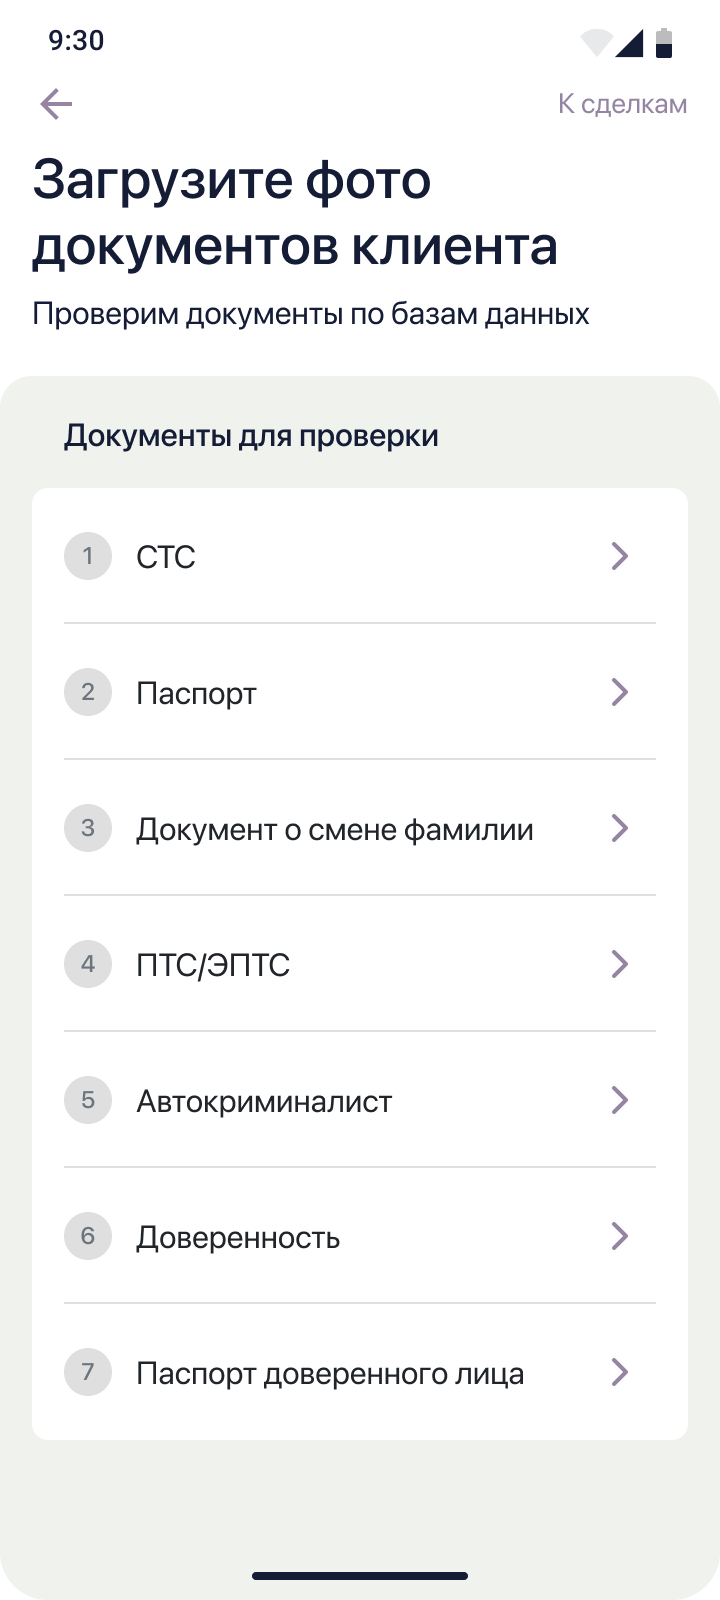 9:30
К сделкам
Загрузите фото
документов клиента
Проверим документы по базам данных
Документы для проверки
1 СТС
2 Паспорт
3 Документ о смене фамилии
4 ПТС/ЭПТС
5 Автокриминалист
6 Доверенность
7 Паспорт доверенного лица